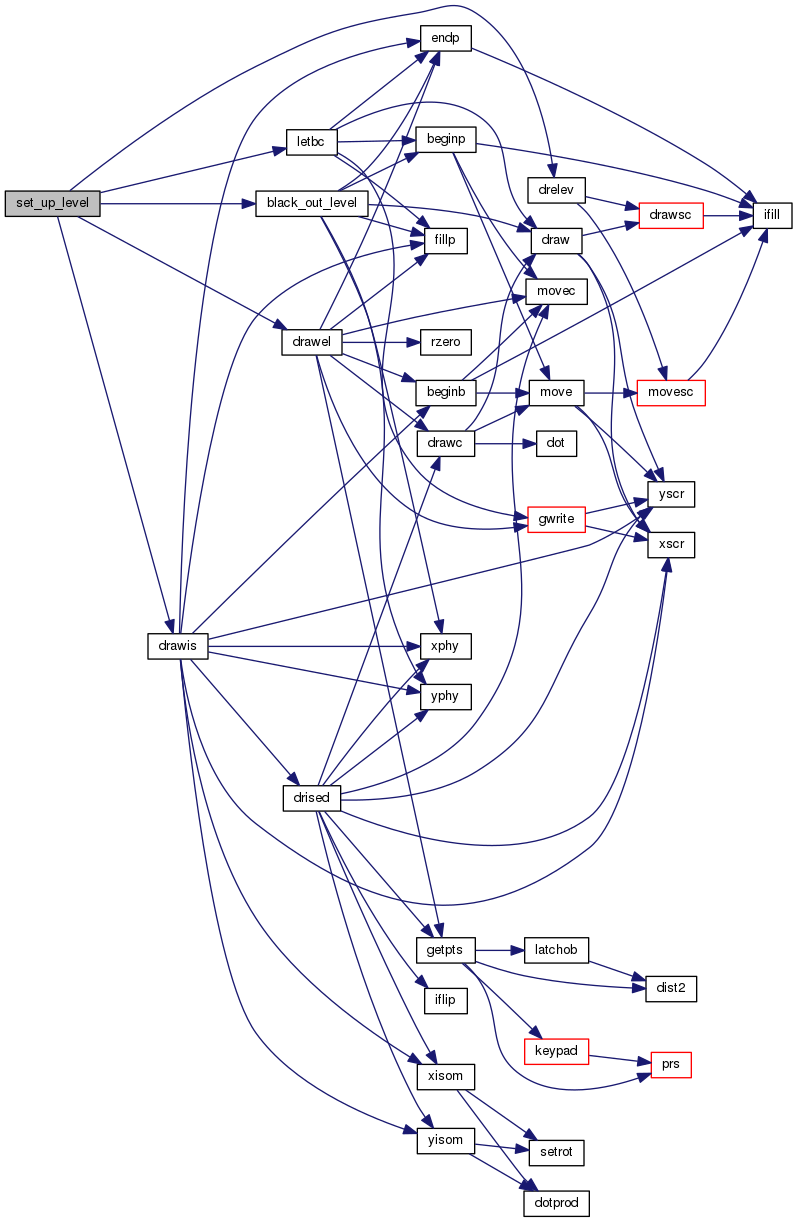 endp
letbc
beginp
drelev
set_up_level
black_out_level
drawsc
ifill
fillp
draw
movec
drawel
rzero
beginb
move
movesc
drawc
dot
yscr
gwrite
xscr
drawis
xphy
yphy
drised
getpts
latchob
dist2
iflip
keypad
prs
xisom
yisom
setrot
dotprod